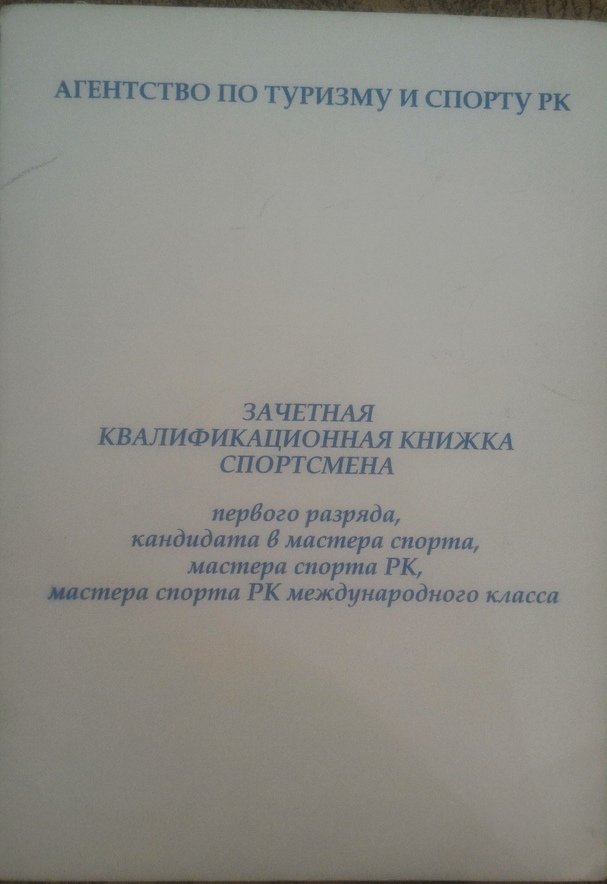 АГЕНТСТВО ПО ТУРИЗМУ И СПОРТУ РК
ЗАЧЕТНАЯ
КВАЛИФИКАЦИОННАЯ КНИЖКА
СПОРТСМЕНА
первого разряда,
кандидата в мастера спорта,
мастера спорта РК,
мастера спорта РК международного класса